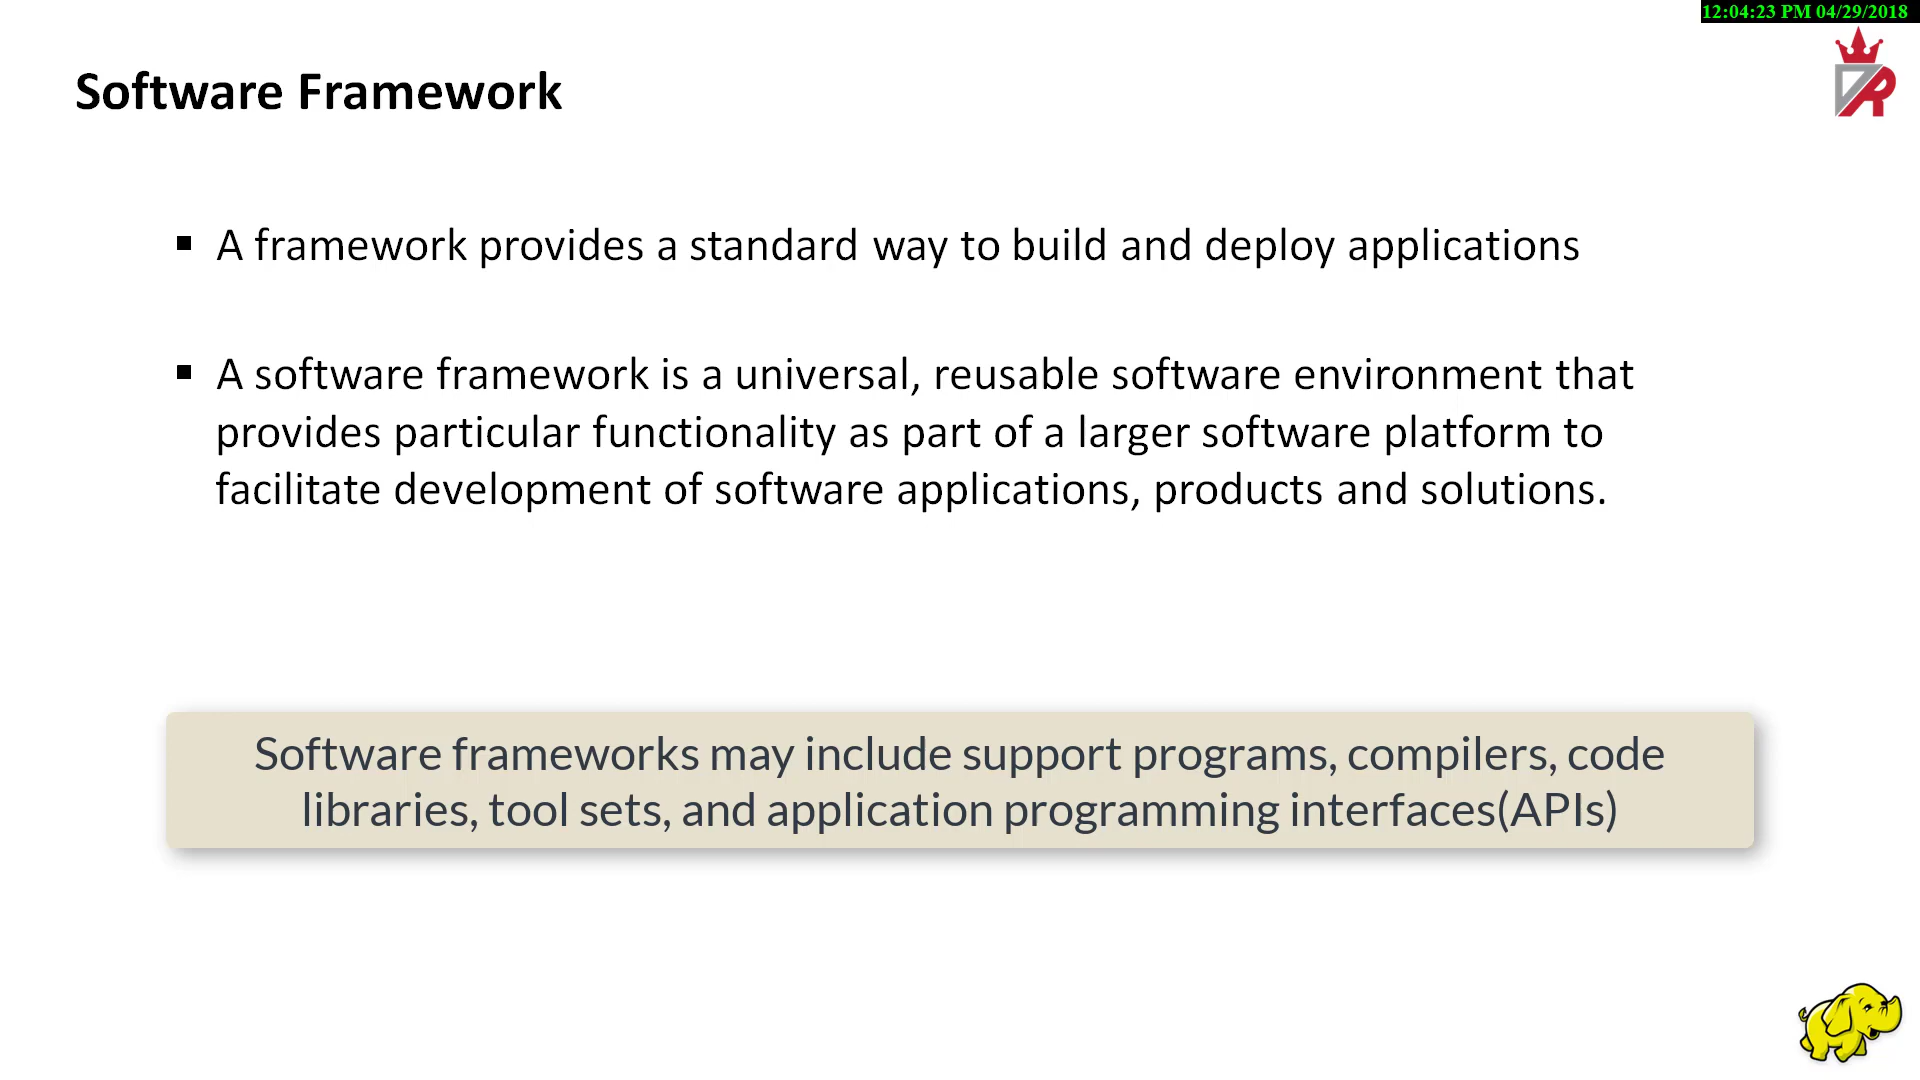 12:04:23 PM 04/29/2018
Software Framework
▪ A framework provides a standard way to build and deploy applications
▪ A software framework is a universal, reusable software environment that
provides particular functionality as part of a larger software platform to
facilitate development of software applications, products and solutions.
Software frameworks may include support programs, compilers, code
libraries, tool sets, and application programming interfaces(APIs)